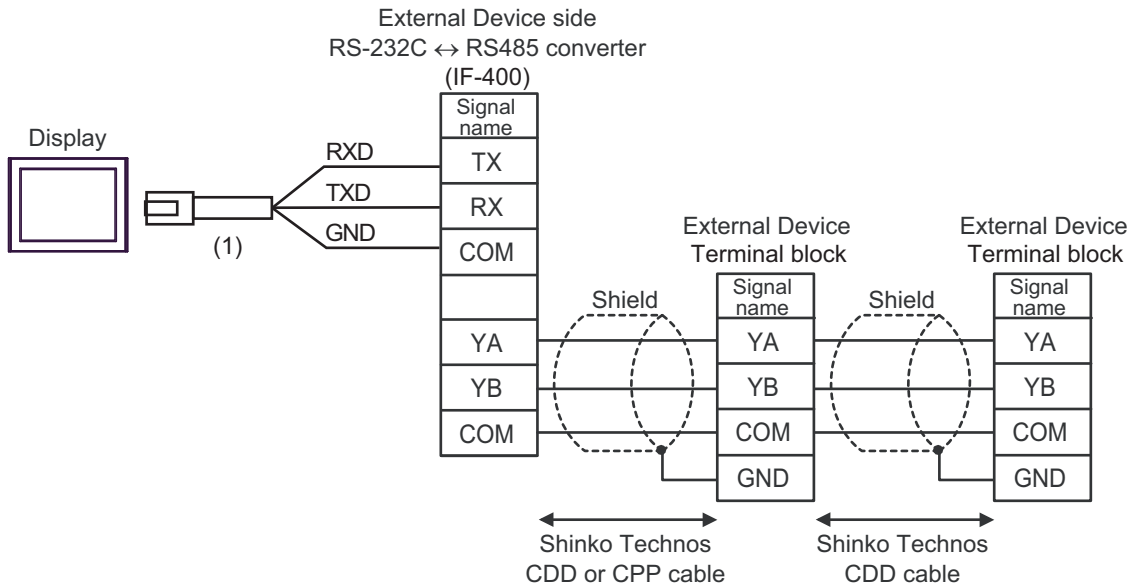 External Device side
RS-232C ↔ RS485 converter
(IF-400)
Signal
name
TX
RX
COM
YA
YB
COM
Display
RXD
TXD
GND
(1)
Shield
External Device
Terminal block
Signal
name
YA
YB
COM
GND
Shield
External Device
Terminal block
Signal
name
YA
YB
COM
GND
Shinko Technos
CDD or CPP cable
Shinko Technos
CDD cable